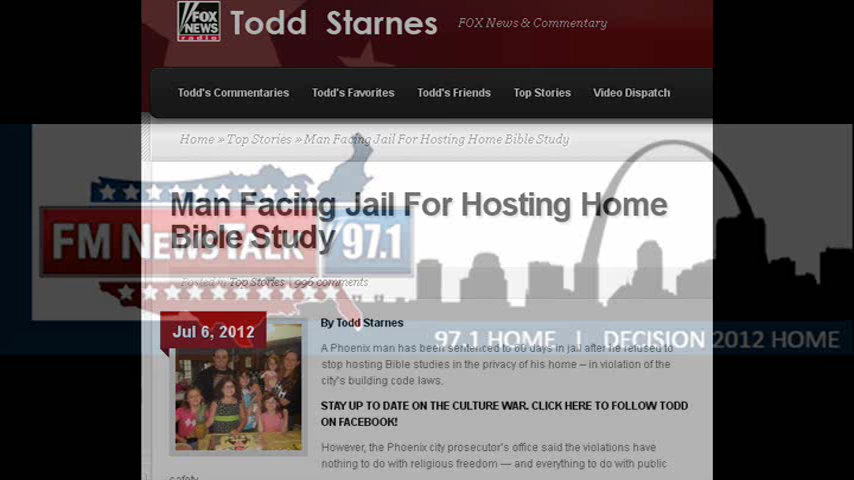 FOX
NEWS
radio
Todd Starnes
FOX News & Commentary
Todd's Commentaries Todd's Favorites Todd's Friends Top Stories Video Dispatch
Home » Top Stories » Man Facing Jail For Hosting Home Bible Study
Man Facing Jail For Hosting Home
Bible Study
FM NEWSTALK 97.1
Posted in Top Stories | 996 comments
Jul 6, 2012
By Todd Starnes
97.1 HOME | DECISION 2012 HOME
A Phoenix man has been sentenced to 60 days in jail after he refused to
stop hosting Bible studies in the privacy of his home – in violation of the
city's building code laws.
STAY UP TO DATE ON THE CULTURE WAR. CLICK HERE TO FOLLOW TODD
ON FACEBOOK!
However, the Phoenix city prosecutor's office said the violations have
nothing to do with religious freedom — and everything to do with public
safety.